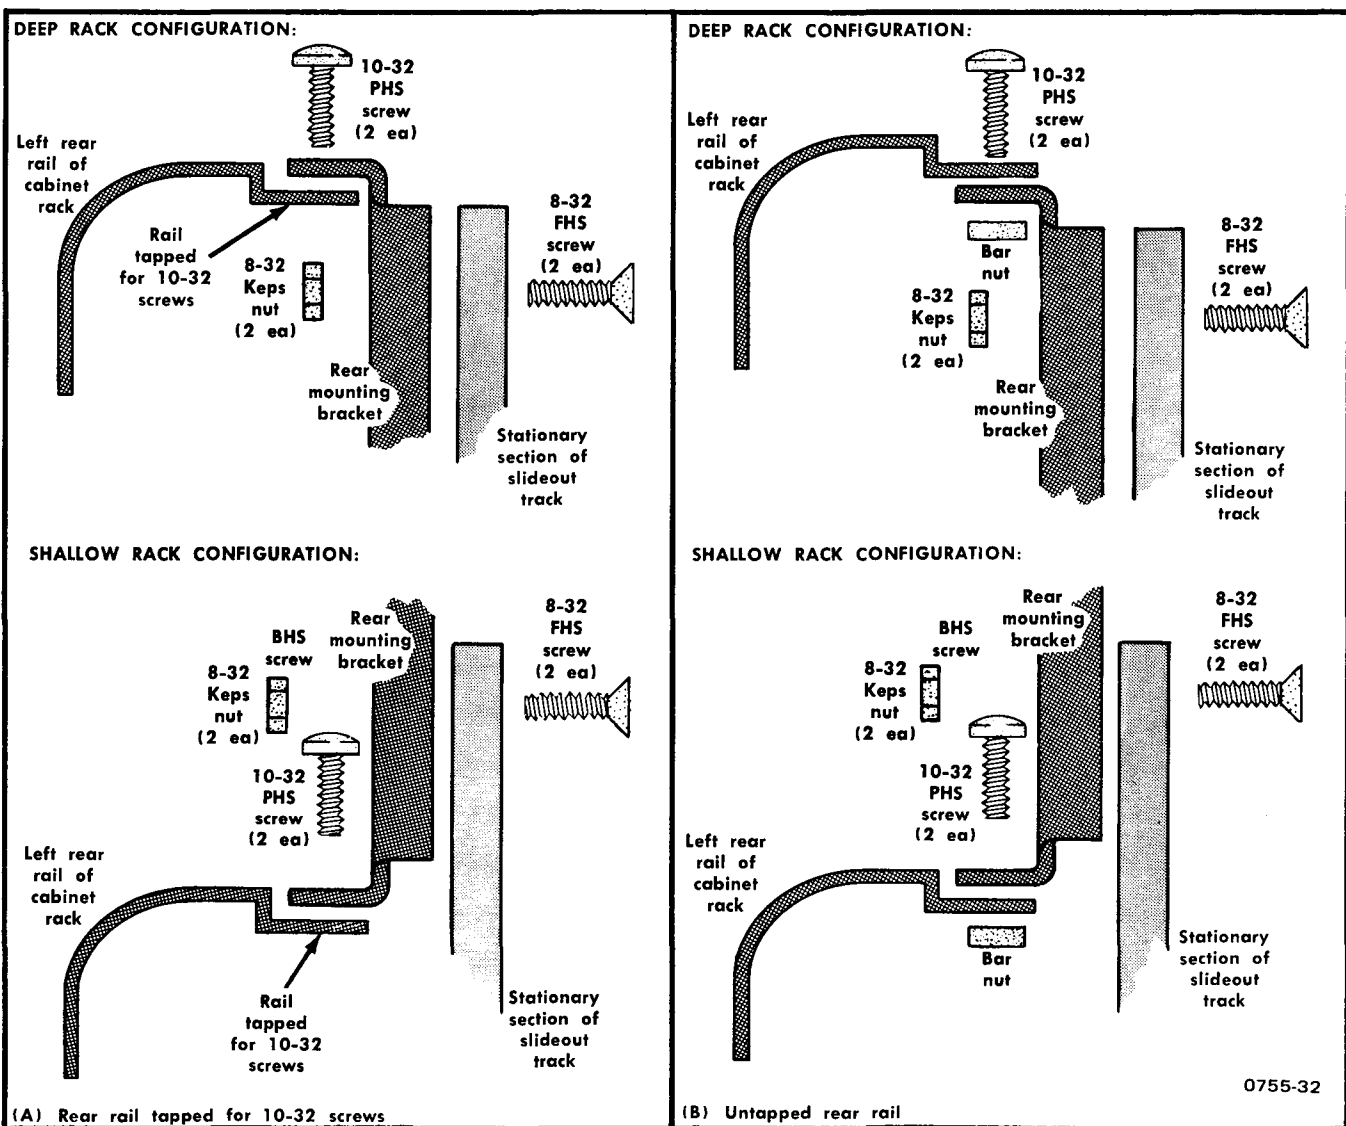 DEEP RACK CONFIGURATION:
10-32
PHS
screw
(2 ea)
Left rear
rail of
cabinet
rack
Rail
tapped
for 10-32
screws
8-32
Keps
nut
(2 ea)
8-32
FHS
screw
(2 ea)
Rear
mounting
bracket
Stationary
section of
slideout
track
SHALLOW RACK CONFIGURATION:
BHS
screw
8-32
Keps
nut
(2 ea)
Rear
mounting
bracket
8-32
FHS
screw
(2 ea)
10-32
PHS
screw
(2 ea)
Left rear
rail of
cabinet
rack
Rail
tapped
for 10-32
screws
Stationary
section of
slideout
track
(A) Rear rail tapped for 10-32 screws
DEEP RACK CONFIGURATION:
10-32
PHS
screw
(2 ea)
Left rear
rail of
cabinet
rack
Bar
nut
8-32
Keps
nut
(2 ea)
8-32
FHS
screw
(2 ea)
Rear
mounting
bracket
Stationary
section of
slideout
track
SHALLOW RACK CONFIGURATION:
BHS
screw
8-32
Keps
nut
(2 ea)
Rear
mounting
bracket
8-32
FHS
screw
(2 ea)
10-32
PHS
screw
(2 ea)
Left rear
rail of
cabinet
rack
Bar
nut
Stationary
section of
slideout
track
0755-32
(B) Untapped rear rail